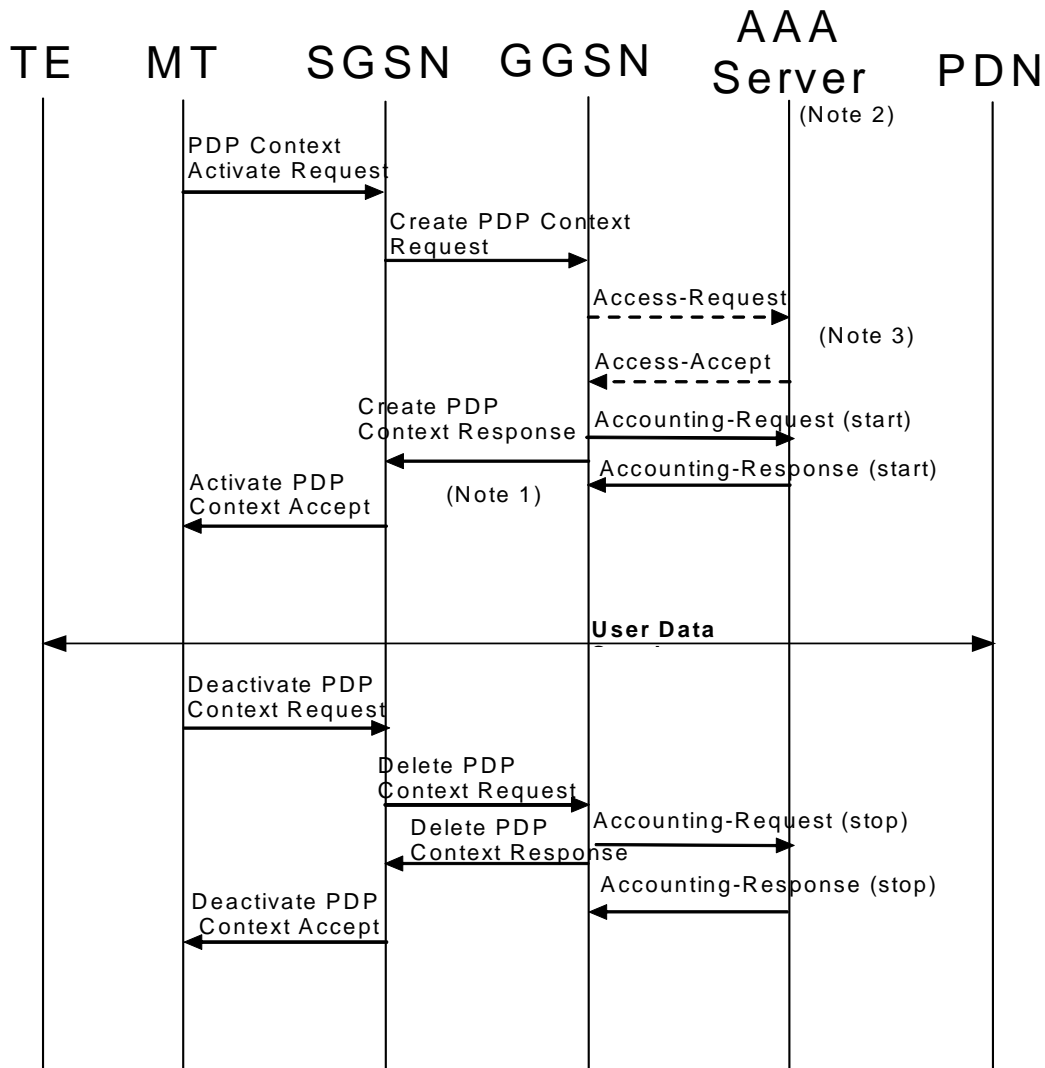 TE MT SGSN GGSN AAA Server PDN
(Note 2)
PDP Context
Activate Request
Create PDP Context
Request
Access-Request
(Note 3)
Access-Accept
Create PDP
Context Response
Accounting-Request (start)
Accounting-Response (start)
Activate PDP
Context Accept
(Note 1)
User Data
Deactivate PDP
Context Request
Delete PDP
Context Request
Accounting-Request (stop)
Delete PDP
Context Response
Accounting-Response (stop)
Deactivate PDP
Context Accept